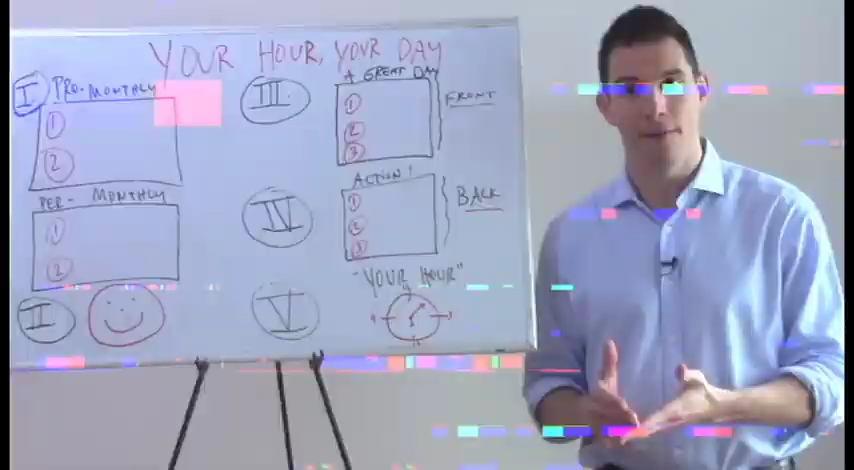 YOUR HOUR, YOUR DAY
I
PRO-MONTHLY
1
2
PER- MONTHLY
1
2
II
III
A GREAT DAY
1
2
3
FRONT
IV
ACTION!
1
2
3
BACK
V
"YOUR HOUR"